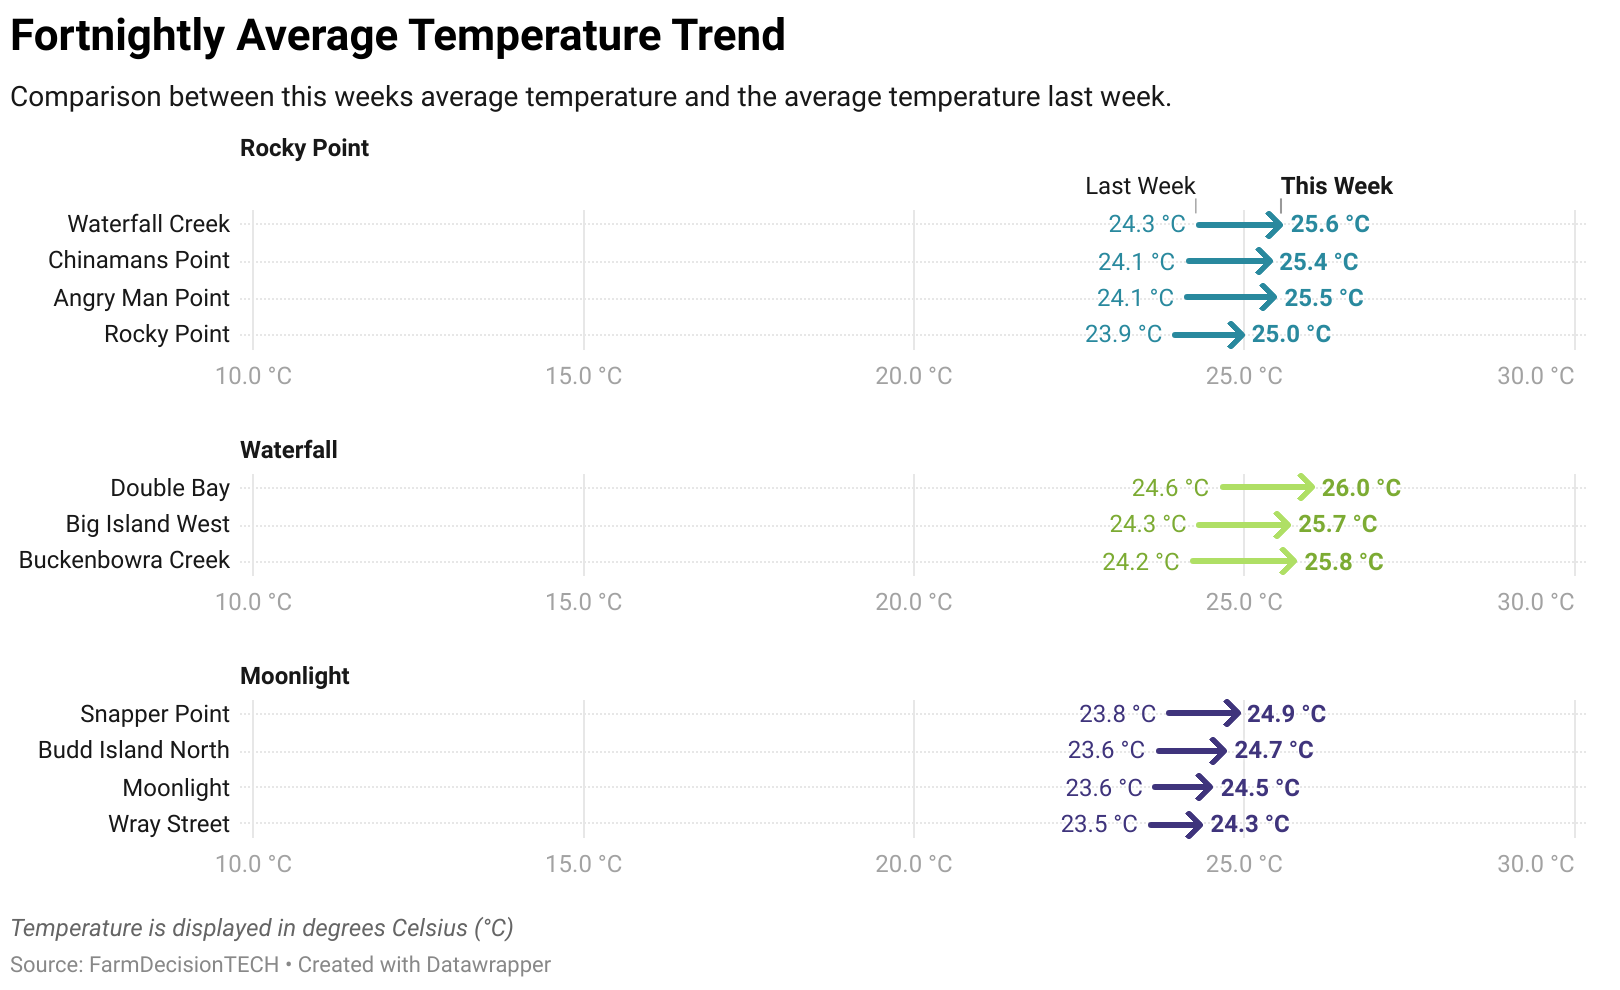 Fortnightly Average Temperature Trend
Comparison between this weeks average temperature and the average temperature last week.
Rocky Point
Last Week This Week
Waterfall Creek 24.3 °C 25.6 °C
Chinamans Point 24.1 °C 25.4 °C
Angry Man Point 24.1 °C 25.5 °C
Rocky Point 23.9 °C 25.0 °C
10.0 °C 15.0 °C 20.0 °C 25.0 °C 30.0 °C
Waterfall
Double Bay 24.6 °C 26.0 °C
Big Island West 24.3 °C 25.7 °C
Buckenbowra Creek 24.2 °C 25.8 °C
10.0 °C 15.0 °C 20.0 °C 25.0 °C 30.0 °C
Moonlight
Snapper Point 23.8 °C 24.9 °C
Budd Island North 23.6 °C 24.7 °C
Moonlight 23.6 °C 24.5 °C
Wray Street 23.5 °C 24.3 °C
10.0 °C 15.0 °C 20.0 °C 25.0 °C 30.0 °C
Temperature is displayed in degrees Celsius (°C)
Source: FarmDecisionTECH • Created with Datawrapper